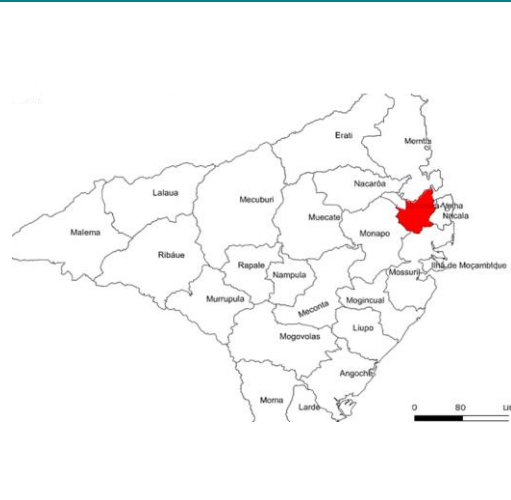 Erati
Memba
Nacarôa
Lalaua
Mecuburi
Muecate
Nacala
Malema
Monapo
Ribáue
Rapale
Nampula
Mossuril
Ilhã de Moçambique
Murrupula
Meconta
Mogincual
Liupo
Mogovolas
Angoche
Moma
Larde
0 80